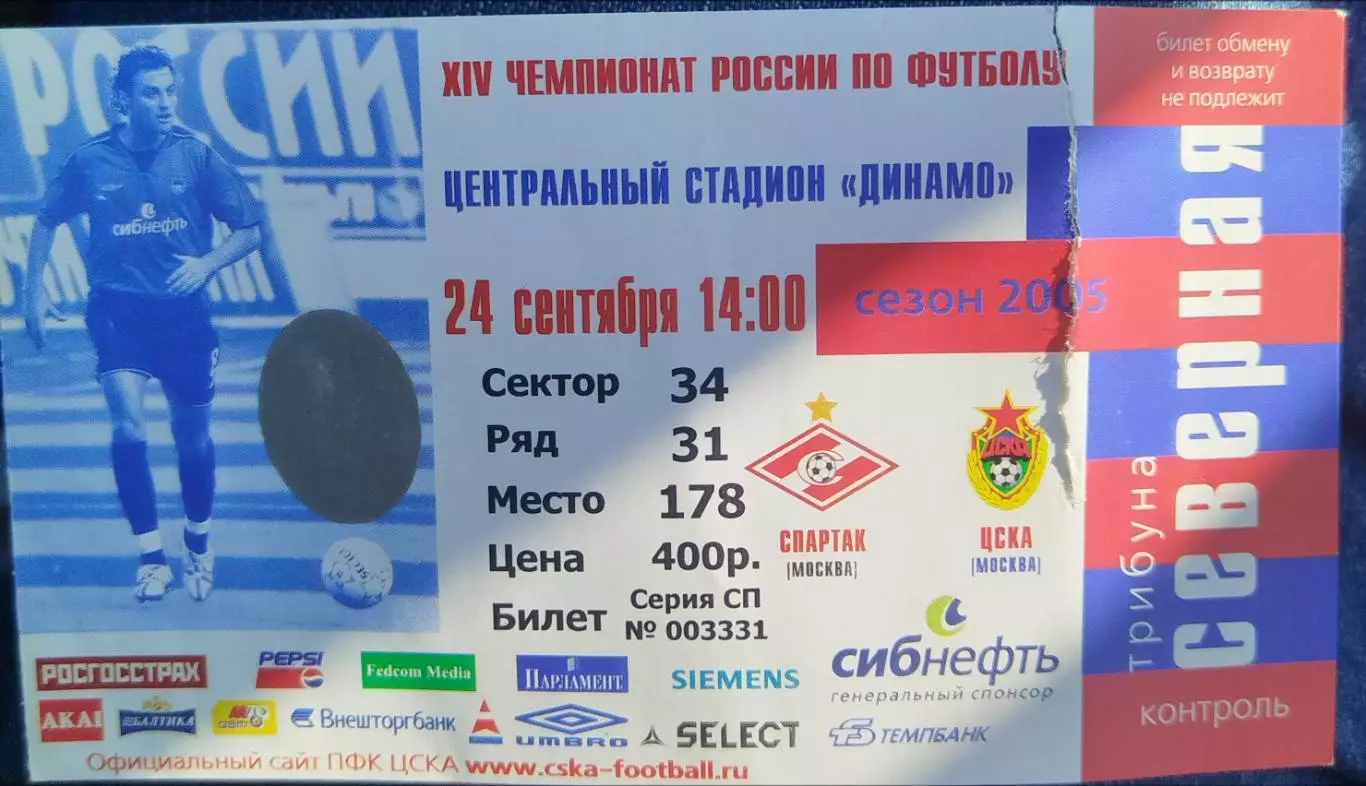 РОССИИ
сибнефть
XIV ЧЕМПИОНАТ РОССИИ ПО ФУТБОЛУ
ЦЕНТРАЛЬНЫЙ СТАДИОН «ДИНАМО»
24 сентября 14:00
сезон 2005
Сектор 34
Ряд 31
Место 178
Цена 400р.
Билет Серия СП
№ 003331
СПАРТАК
(МОСКВА)
ЦСКА
ЦСКА
(МОСКВА)
билет обмену
и возврату
не подлежит
трибуна
северная
контроль
SELECT
8
РОСГОССТРАХ
PEPSI
Fedcom Media
ПАРЛАМЕНТ
SIEMENS
сибнефть
генеральный спонсор
AKAI
БАЛТИКА
Внешторгбанк
UMBRO
SELECT
ТЕМПБАНК
Официальный сайт ПФК ЦСКА www.cska-football.ru